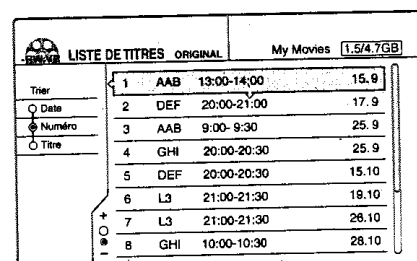 LISTE DE TITRES ORIGINAL My Movies 1.5/4.7GB
Trier
Date
Numéro
Titre
1 AAB 13:00-14:00 15.9
2 DEF 20:00-21:00 17.9
3 AAB 9:00- 9:30 25.9
4 GHI 20:00-20:30 25.9
5 DEF 20:00-20:30 15.10
6 L3 21:00-21:30 19.10
7 L3 21:00-21:30 26.10
8 GHI 10:00-10:30 28.10